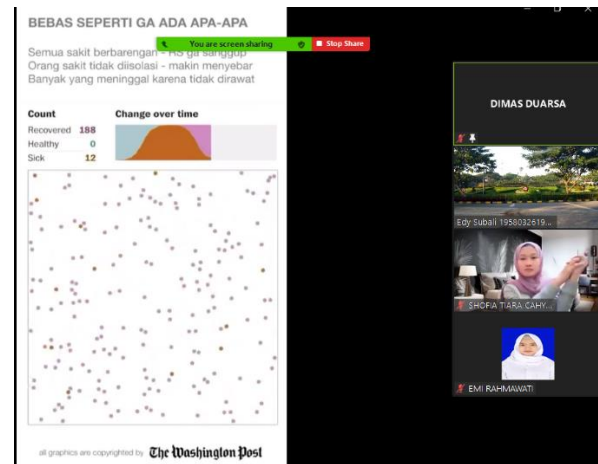 BEBAS SEPERTI GA ADA APA-APA
You are screen sharing
Stop Share
Semua sakit berbarengan - RS ga sanggup
Orang sakit tidak diisolasi - makin menyebar
Banyak yang meninggal karena tidak dirawat
Count
Change over time
Recovered 188
Healthy 0
Sick 12
all graphics are copyrighted by The Washington Post
DIMAS DUARSA
Edy Subali 1958032619...
SHOFIA TIARA CAHY...
EMI RAHMAWATI